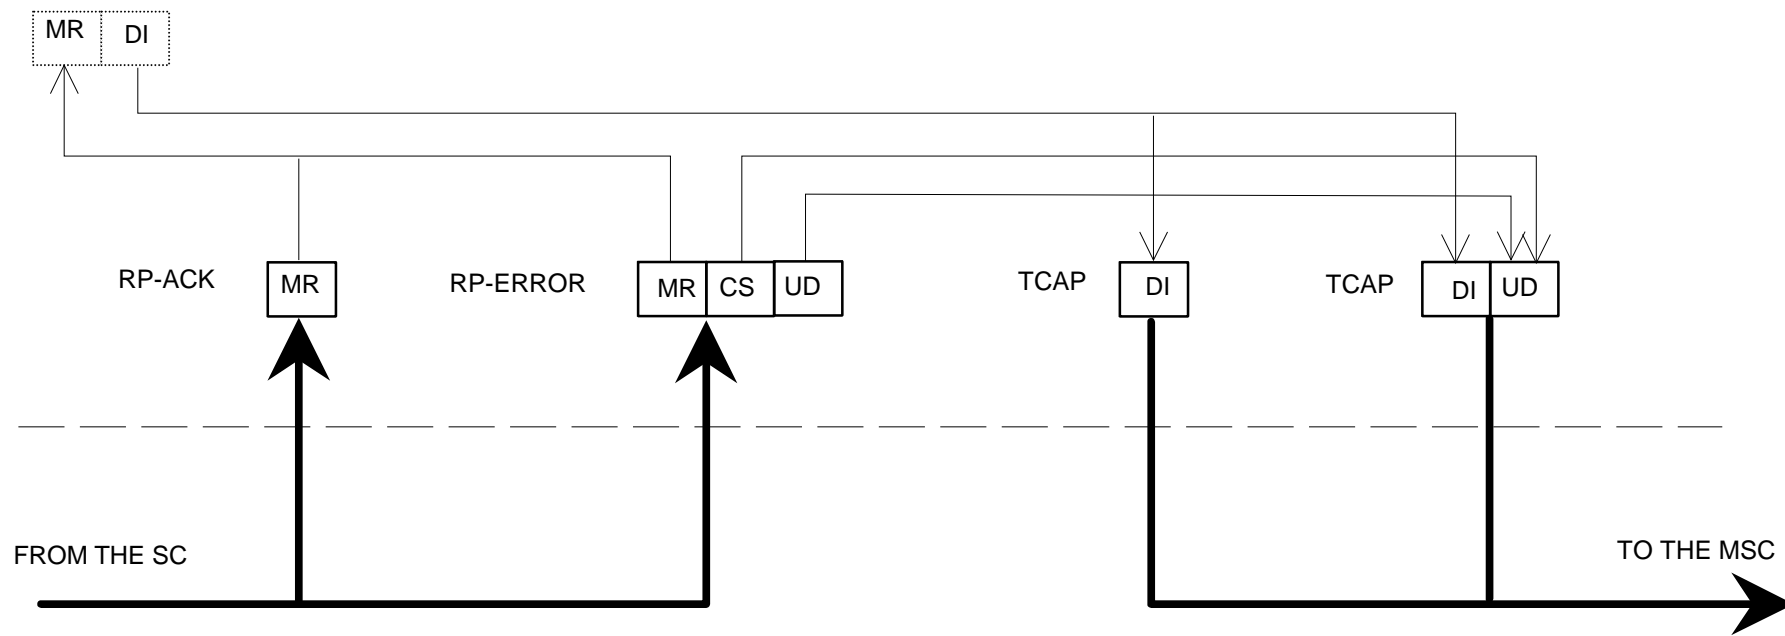 MR DI
RP-ACK MR RP-ERROR MR CS UD TCAP DI TCAP DI UD
FROM THE SC TO THE MSC